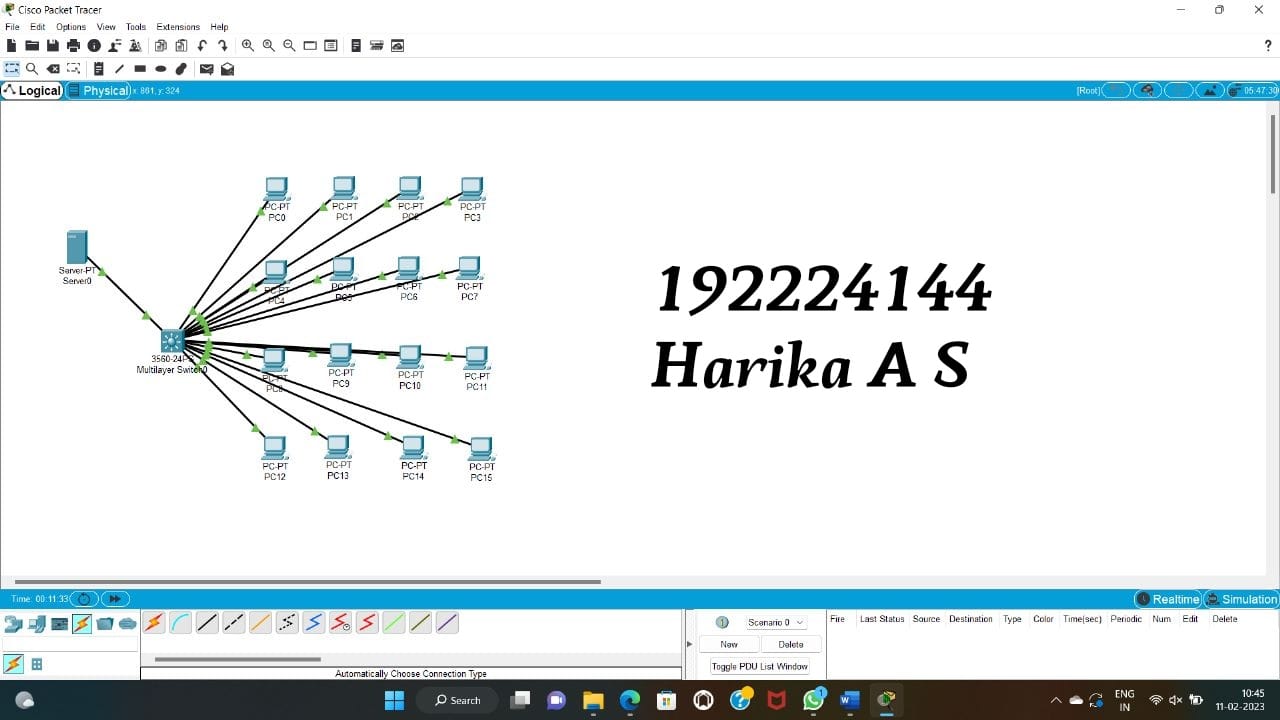 Cisco Packet Tracer
File Edit Options View Tools Extensions Help
?
Logical Physical x: 861, y: 324 [Root] 05:47:30
PC-PT
PC0
PC-PT
PC1
PC-PT
PC2
PC-PT
PC3
Server-PT
Server0
PC-PT
PC4
PC-PT
PC5
PC-PT
PC6
PC-PT
PC7
192224144
Harika A S
3560-24PS
Multilayer Switch0
PC-PT
PC8
PC-PT
PC9
PC-PT
PC10
PC-PT
PC11
PC-PT
PC12
PC-PT
PC13
PC-PT
PC14
PC-PT
PC15
Time: 00:11:33 Realtime Simulation
Scenario 0
New Delete
Toggle PDU List Window
Fire Last Status Source Destination Type Color Time(sec) Periodic Num Edit Delete
Automatically Choose Connection Type
Search
1
ENG
IN
10:45
11-02-2023